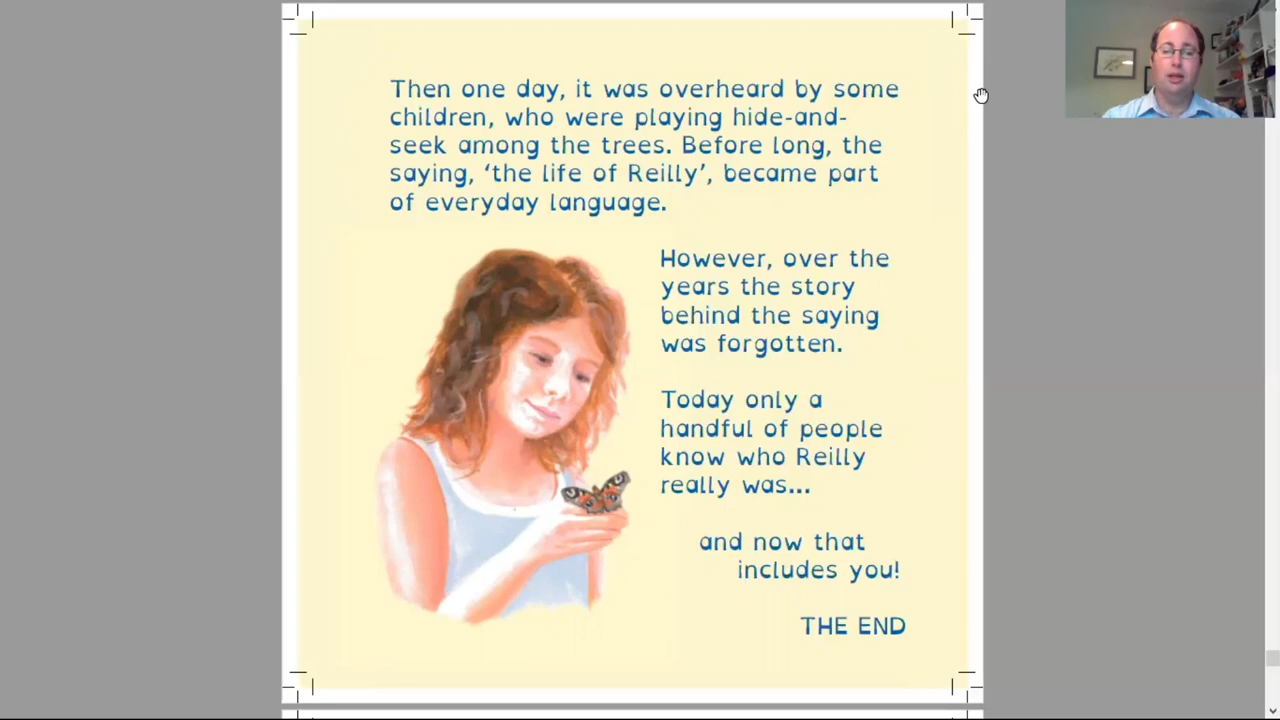 Then one day, it was overheard by some
children, who were playing hide-and-
seek among the trees. Before long, the
saying, ‘the life of Reilly’, became part
of everyday language.
However, over the
years the story
behind the saying
was forgotten.
Today only a
handful of people
know who Reilly
really was...
and now that
includes you!
THE END